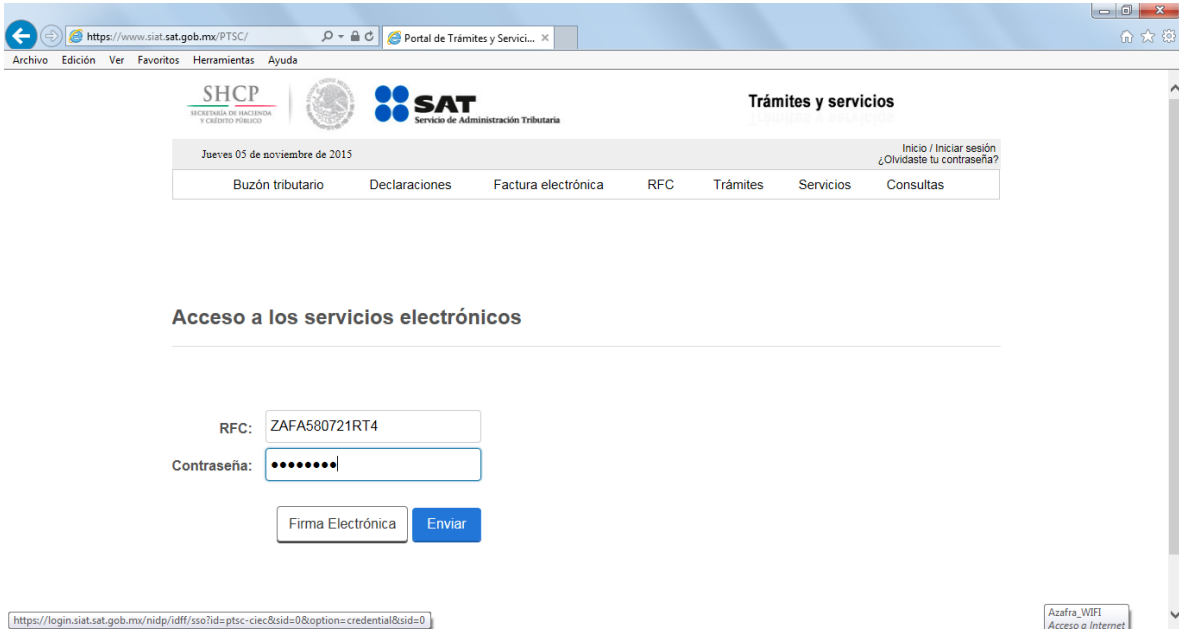 https://www.siat.sat.gob.mx/PTSC/
Portal de Trámites y Servici...
Archivo Edición Ver Favoritos Herramientas Ayuda
SHCP
SECRETARÍA DE HACIENDA
Y CRÉDITO PÚBLICO
SAT
Servicio de Administración Tributaria
Trámites y servicios
Jueves 05 de noviembre de 2015
Inicio / Iniciar sesión
¿Olvidaste tu contraseña?
Buzón tributario Declaraciones Factura electrónica RFC Trámites Servicios Consultas
Acceso a los servicios electrónicos
RFC: ZAFA580721RT4
Contraseña: ••••••••
Firma Electrónica Enviar
https://login.siat.sat.gob.mx/nidp/idff/sso?id=ptsc-ciec&sid=0&option=credential&sid=0
Azafra_WIFI
Acceso a Internet